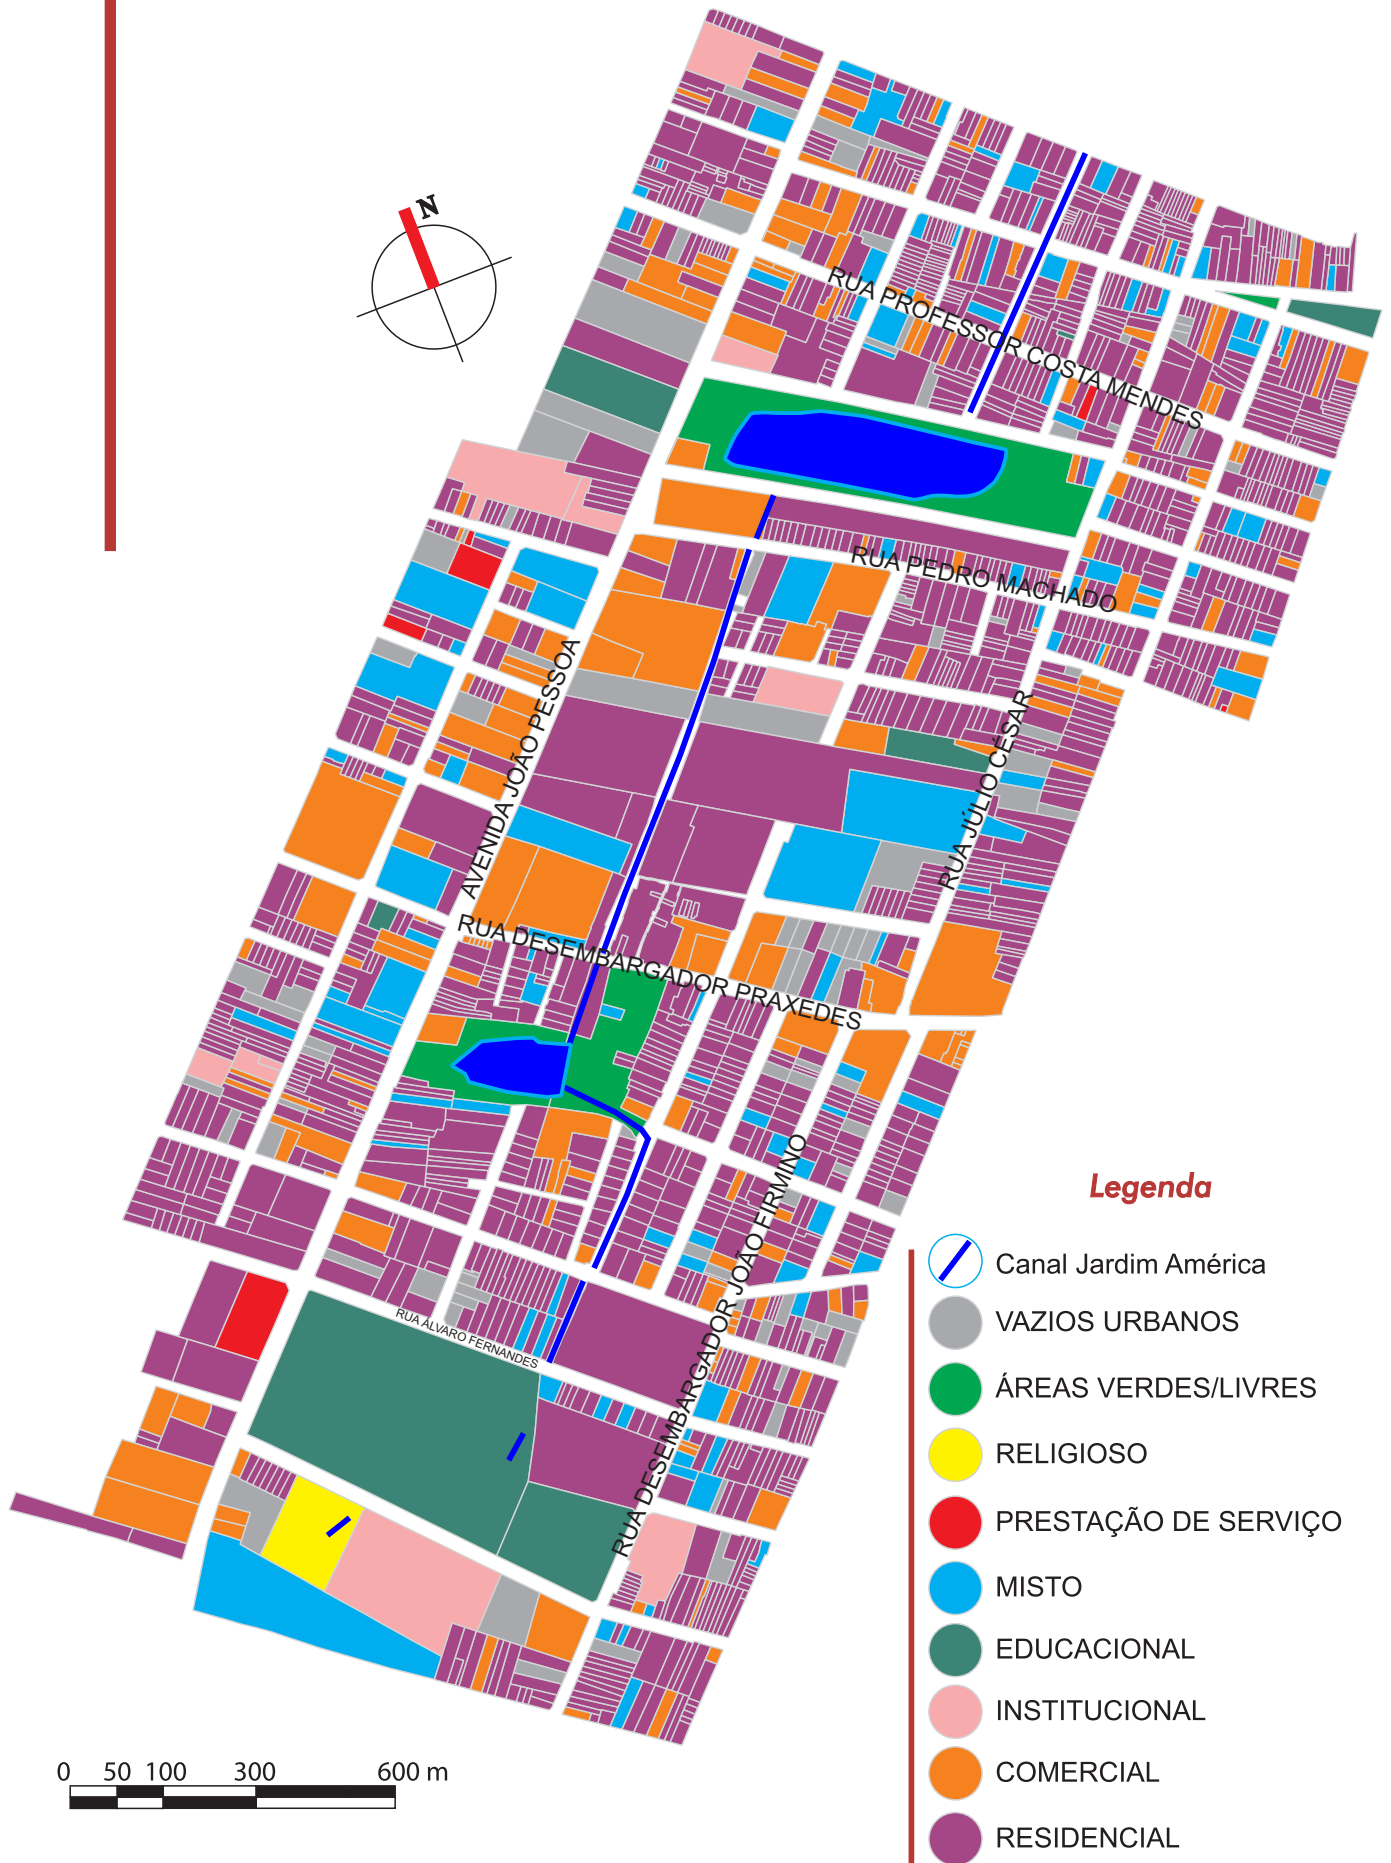 N
RUA PROFESSOR COSTA MENDES
RUA PEDRO MACHADO
AVENIDA JOÃO PESSOA
RUA JÚLIO CÉSAR
RUA DESEMBARGADOR PRAXEDES
RUA DESEMBARGADOR JOÃO FIRMINO
RUA ÁLVARO FERNANDES
Legenda
Canal Jardim América
VAZIOS URBANOS
ÁREAS VERDES/LIVRES
RELIGIOSO
PRESTAÇÃO DE SERVIÇO
MISTO
EDUCACIONAL
INSTITUCIONAL
COMERCIAL
RESIDENCIAL
0 50 100 300 600 m